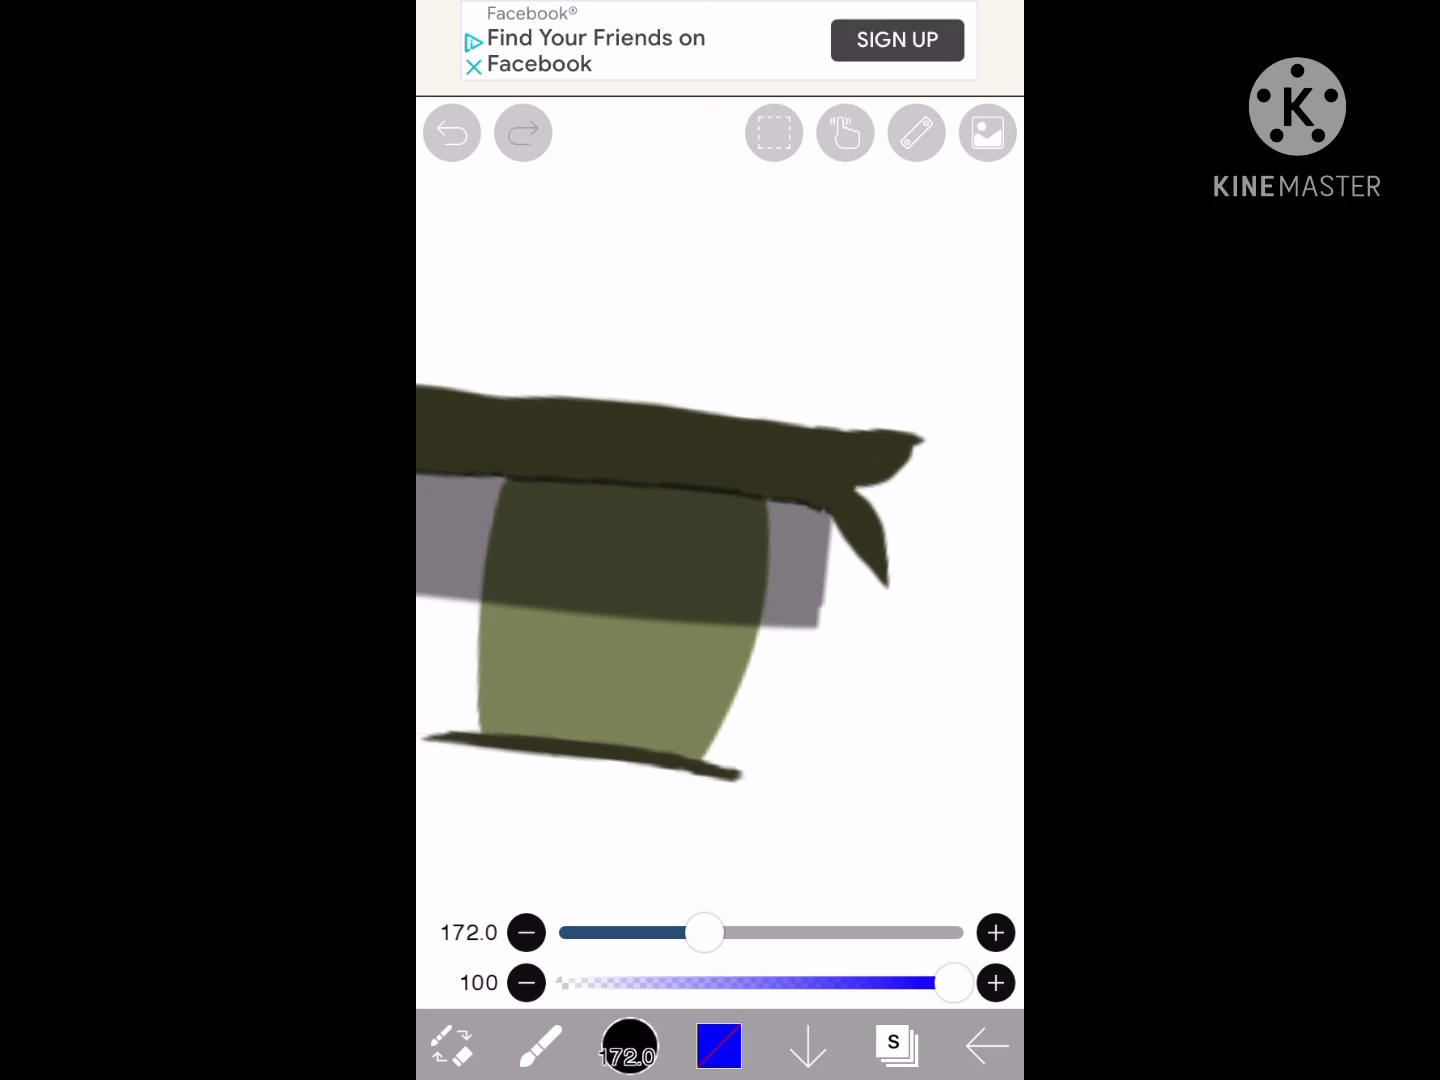 Facebook®
Find Your Friends on
Facebook
SIGN UP
K
KINEMASTER
172.0
100
172.0
S